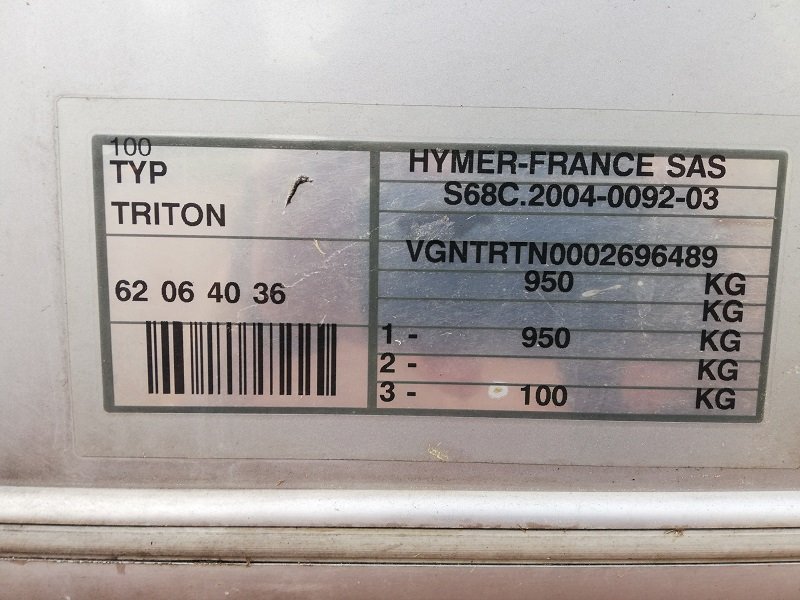 100
TYP
TRITON
62 06 40 36
HYMER-FRANCE SAS
S68C.2004-0092-03
VGNTRTN0002696489
950 KG
KG
1 - 950 KG
2 - KG
3 - 100 KG